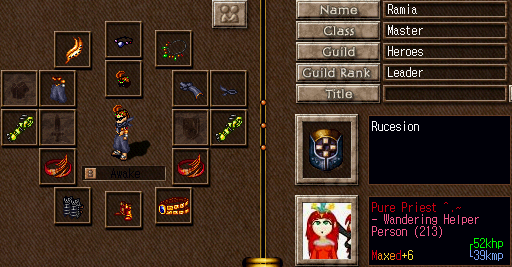 Name Ramia
Class Master
Guild Heroes
Guild Rank Leader
Title
Rucesion
Awake
Pure Priest ^.~
- Wandering Helper
Person (213)
52khp
Maxed+6 39kmp